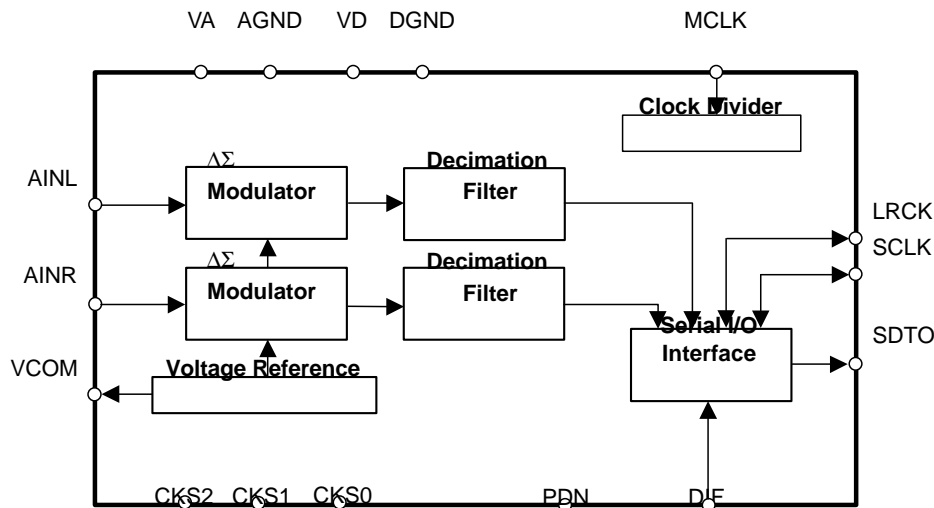 VA AGND VD DGND MCLK
Clock Divider
AINL
ΔΣ
Modulator
Decimation
Filter
LRCK
SCLK
AINR
ΔΣ
Modulator
Decimation
Filter
Serial I/O
Interface
SDTO
VCOM
Voltage Reference
CKS2 CKS1 CKS0 PDN DIF